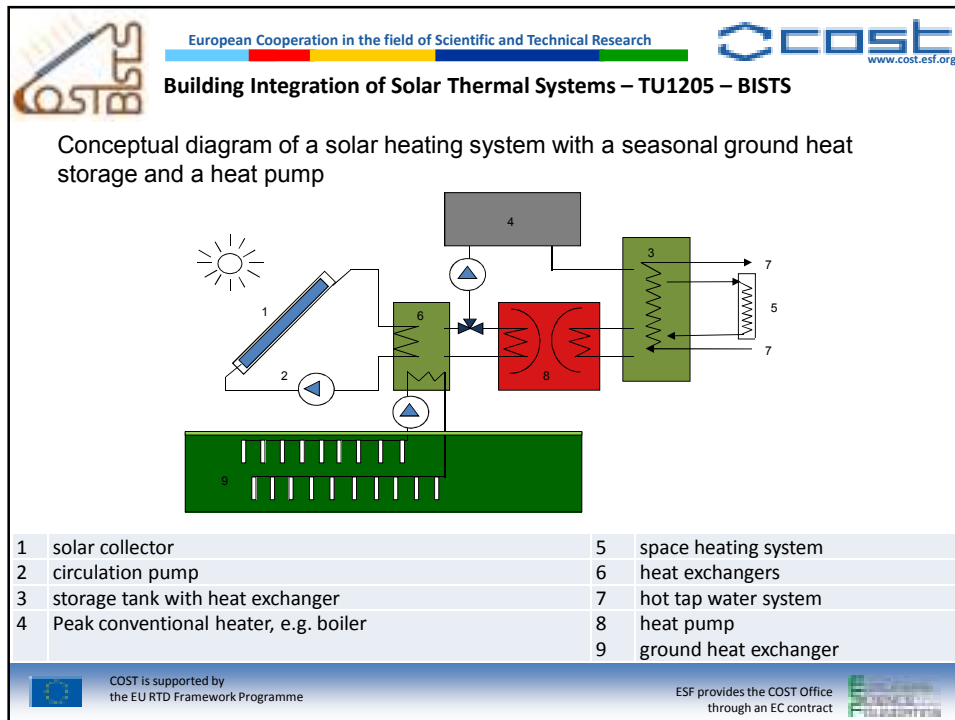 European Cooperation in the field of Scientific and Technical Research
COST BISTS
cost
www.cost.esf.org
Building Integration of Solar Thermal Systems – TU1205 – BISTS
Conceptual diagram of a solar heating system with a seasonal ground heat
storage and a heat pump
4
3
7
1
6
5
7
2
8
9
1 solar collector
2 circulation pump
3 storage tank with heat exchanger
4 Peak conventional heater, e.g. boiler
5 space heating system
6 heat exchangers
7 hot tap water system
8 heat pump
9 ground heat exchanger
COST is supported by
the EU RTD Framework Programme
ESF provides the COST Office
through an EC contract